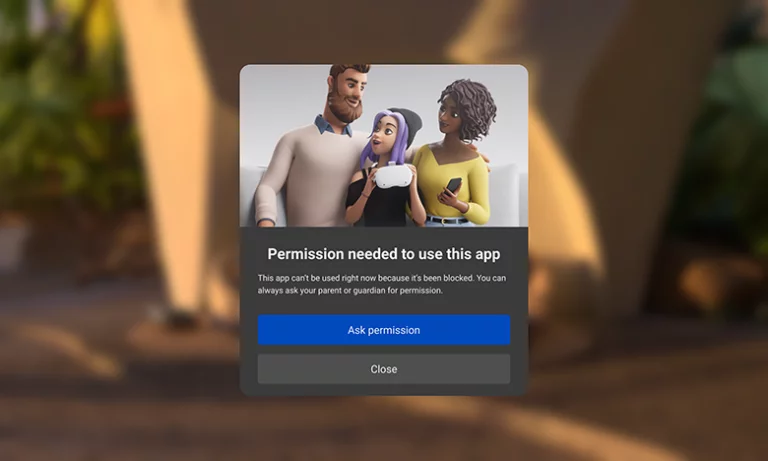 Permission needed to use this app
This app can't be used right now because it's been blocked. You can
always ask your parent or guardian for permission.
Ask permission
Close